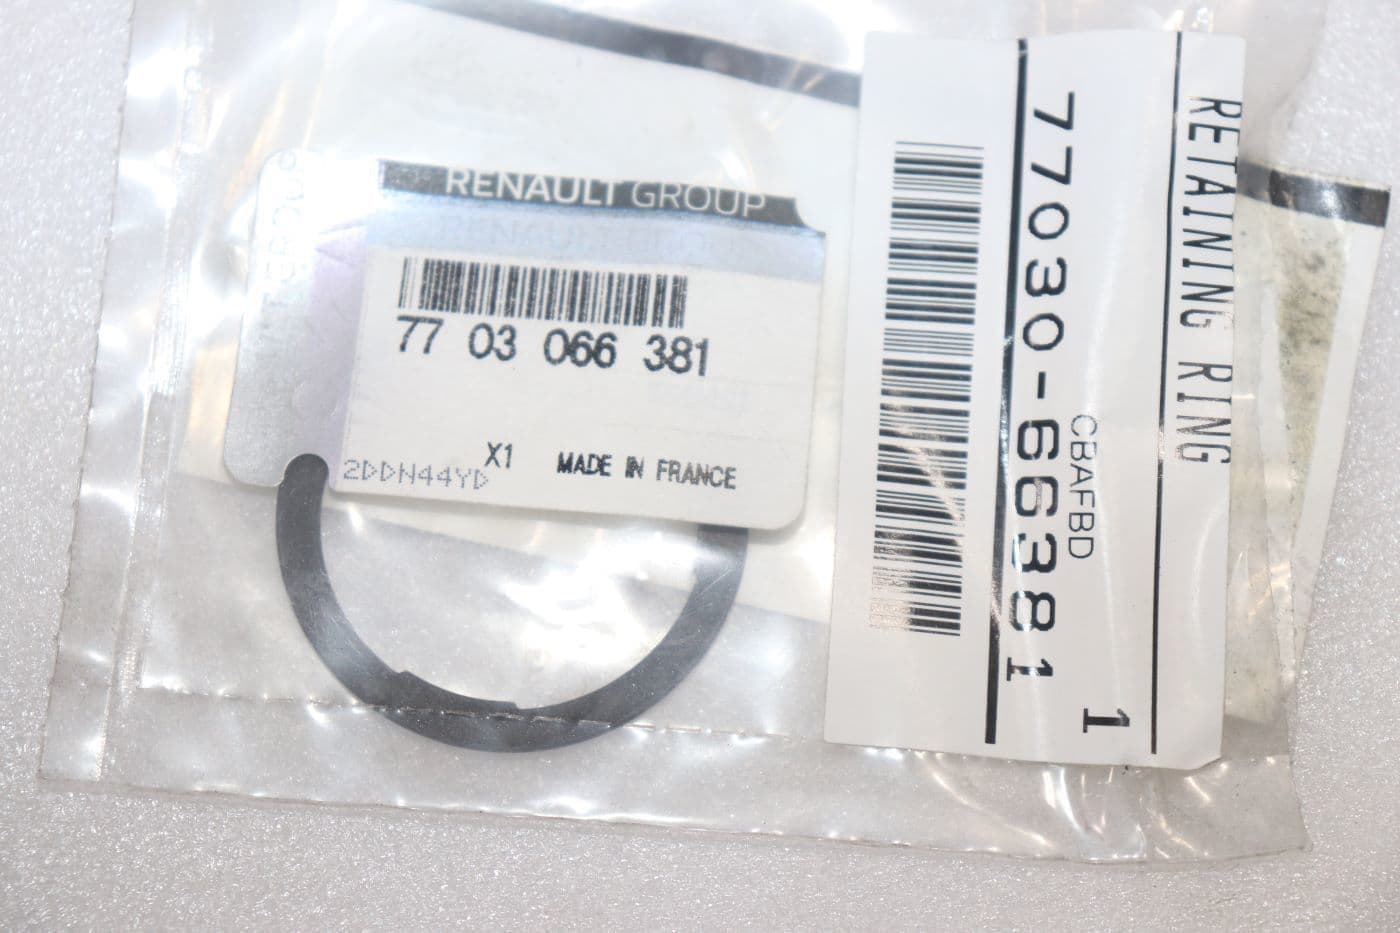 RENAULT GROUP
77 03 066 381
X1
MADE IN FRANCE
2DDN44YD
RETAINING RING
CBAFBD
77030-66381
1